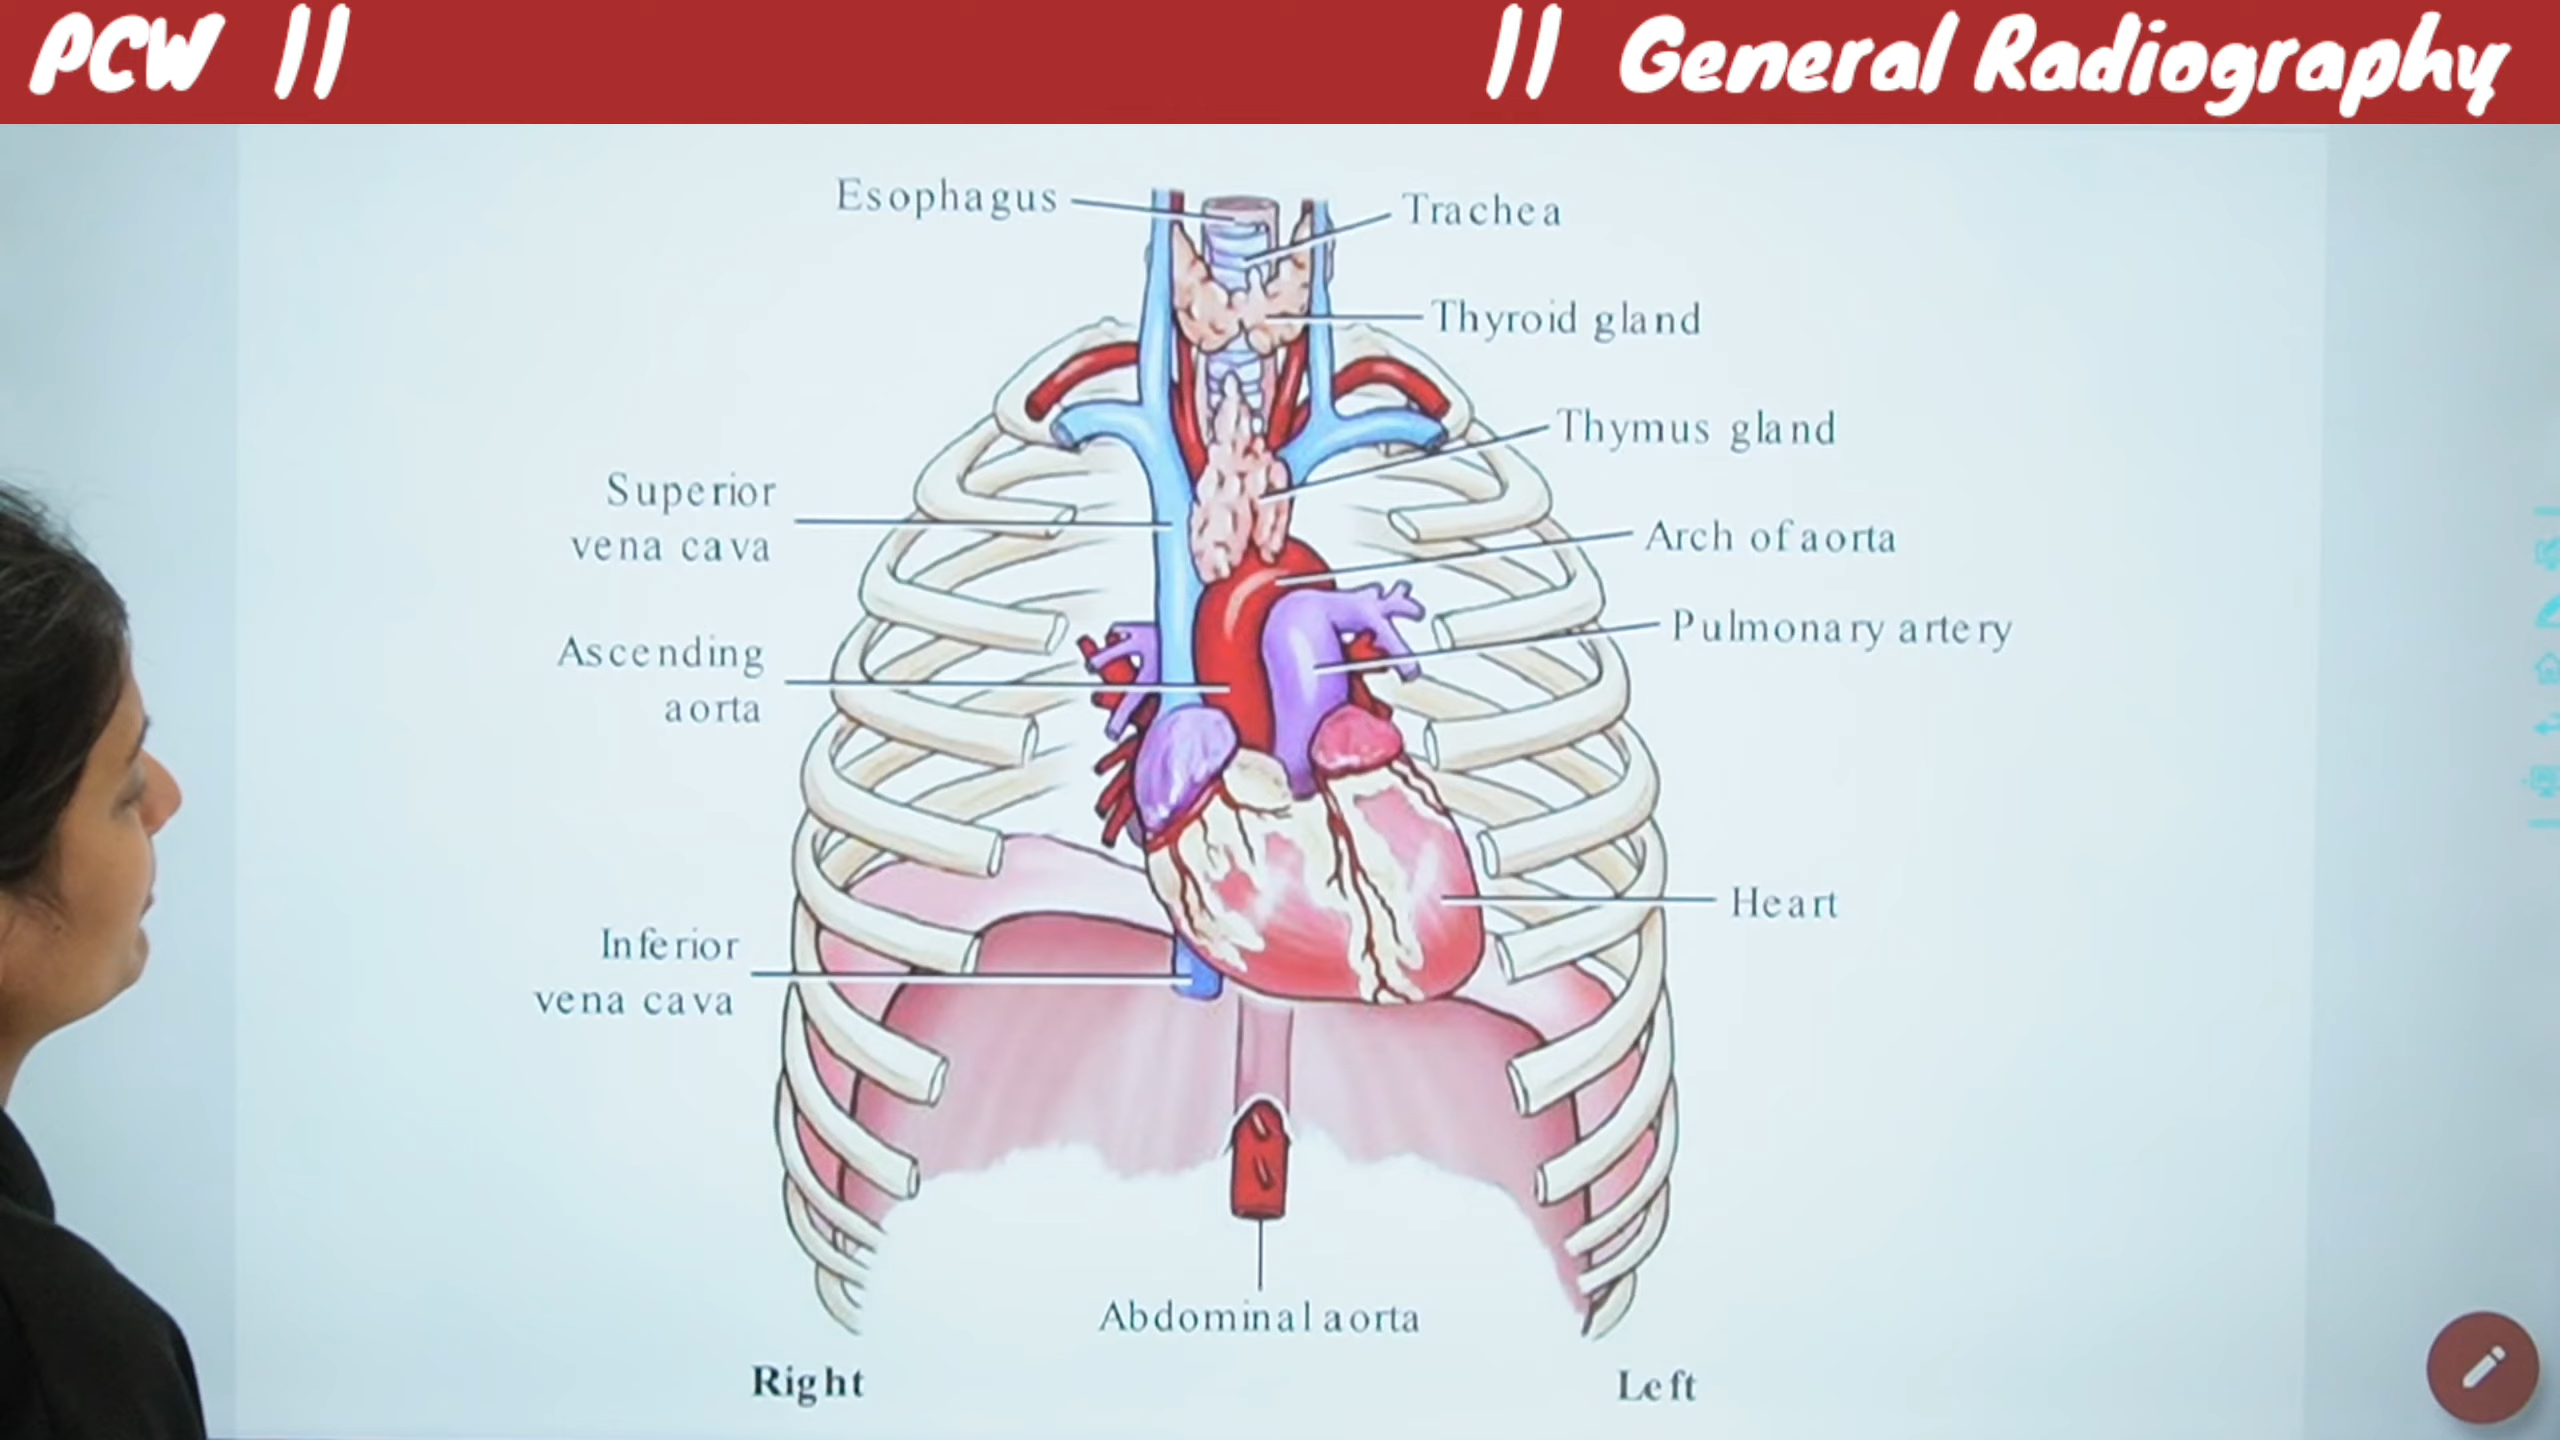 PCW || || General Radiography
Esophagus
Trachea
Thyroid gland
Thymus gland
Superior
vena cava
Arch of aorta
Pulmonary artery
Ascending
aorta
Heart
Inferior
vena cava
Abdominal aorta
Right
Left